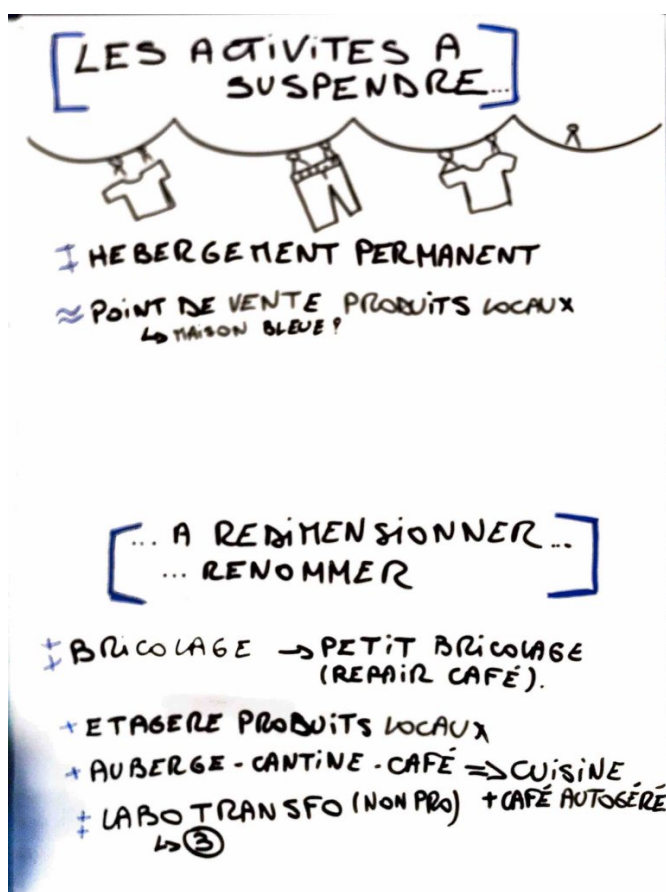 [LES ACTIVITES A
SUSPENDRE...]
HEBERGEMENT PERMANENT
≈ POINT DE VENTE PRODUITS LOCAUX
↳ MAISON BLEUE ?
[... A REDIMENSIONNER...
... RENOMMER]
‡ BRICOLAGE → PETIT BRICOLAGE
(REPAIR CAFÉ).
+ ETAGERE PRODUITS LOCAUX
+ AUBERGE - CANTINE - CAFÉ => CUISINE
‡ LABO TRANSFO (NON PRO) + CAFÉ AUTOGÉRÉ
↳ ③